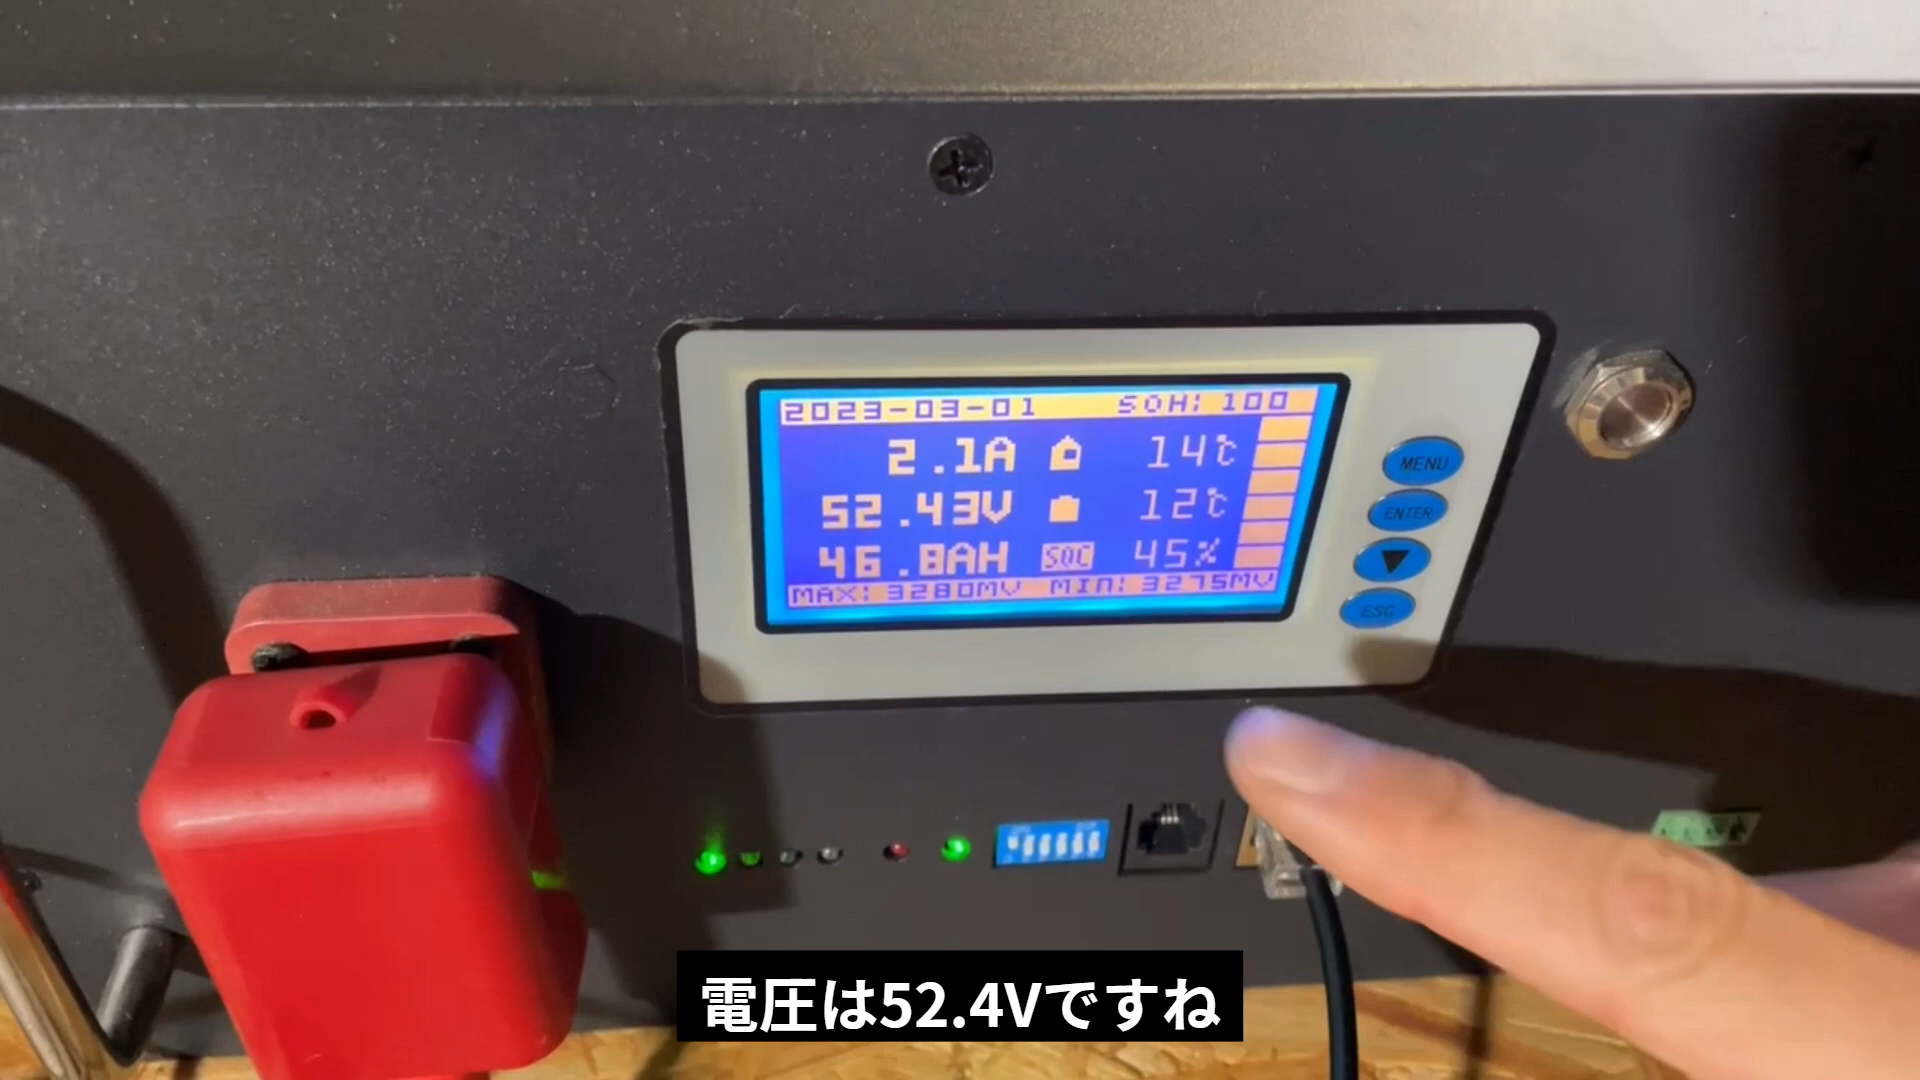 2023-03-01 SOH: 100
2.1A 14℃
52.43V 12℃
46.8AH SOC 45%
MAX: 3280MV MIN: 3275MV
MENU
ENTER
ESC
電圧は52.4Vですね